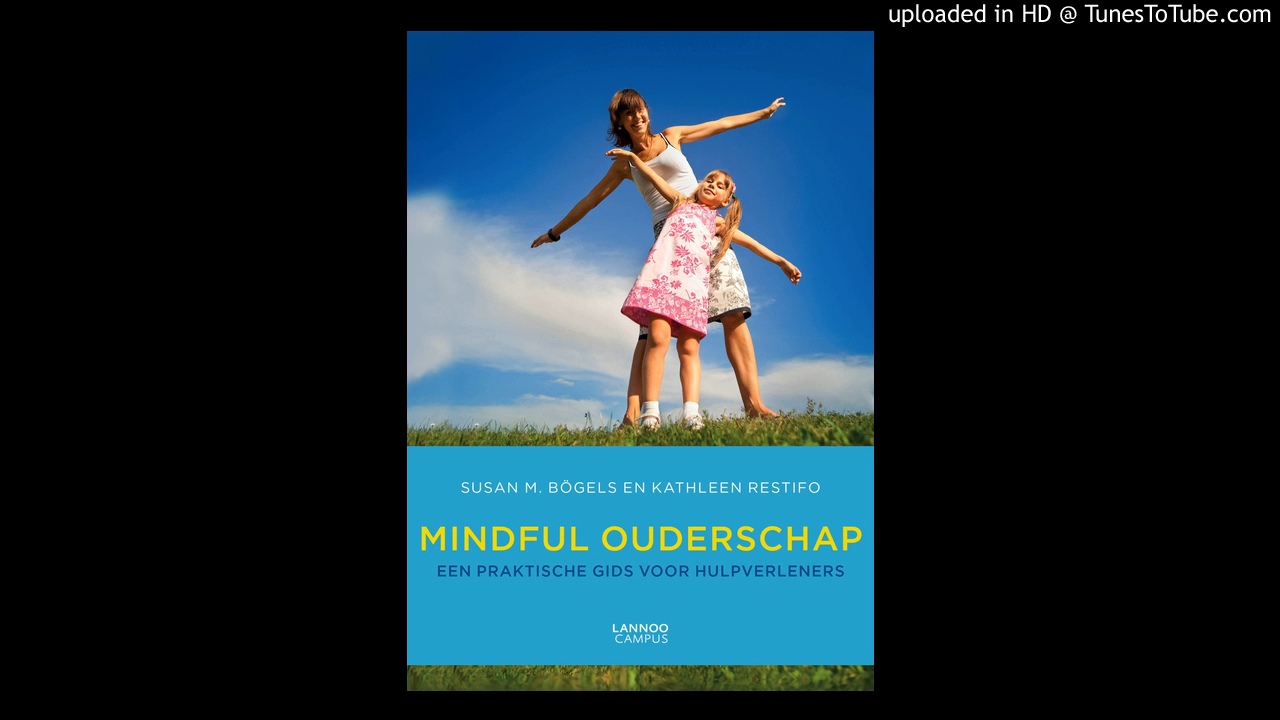 uploaded in HD @ TunesToTube.com
SUSAN M. BÖGELS EN KATHLEEN RESTIFO
MINDFUL OUDERSCHAP
EEN PRAKTISCHE GIDS VOOR HULPVERLENERS
LANNOO
CAMPUS